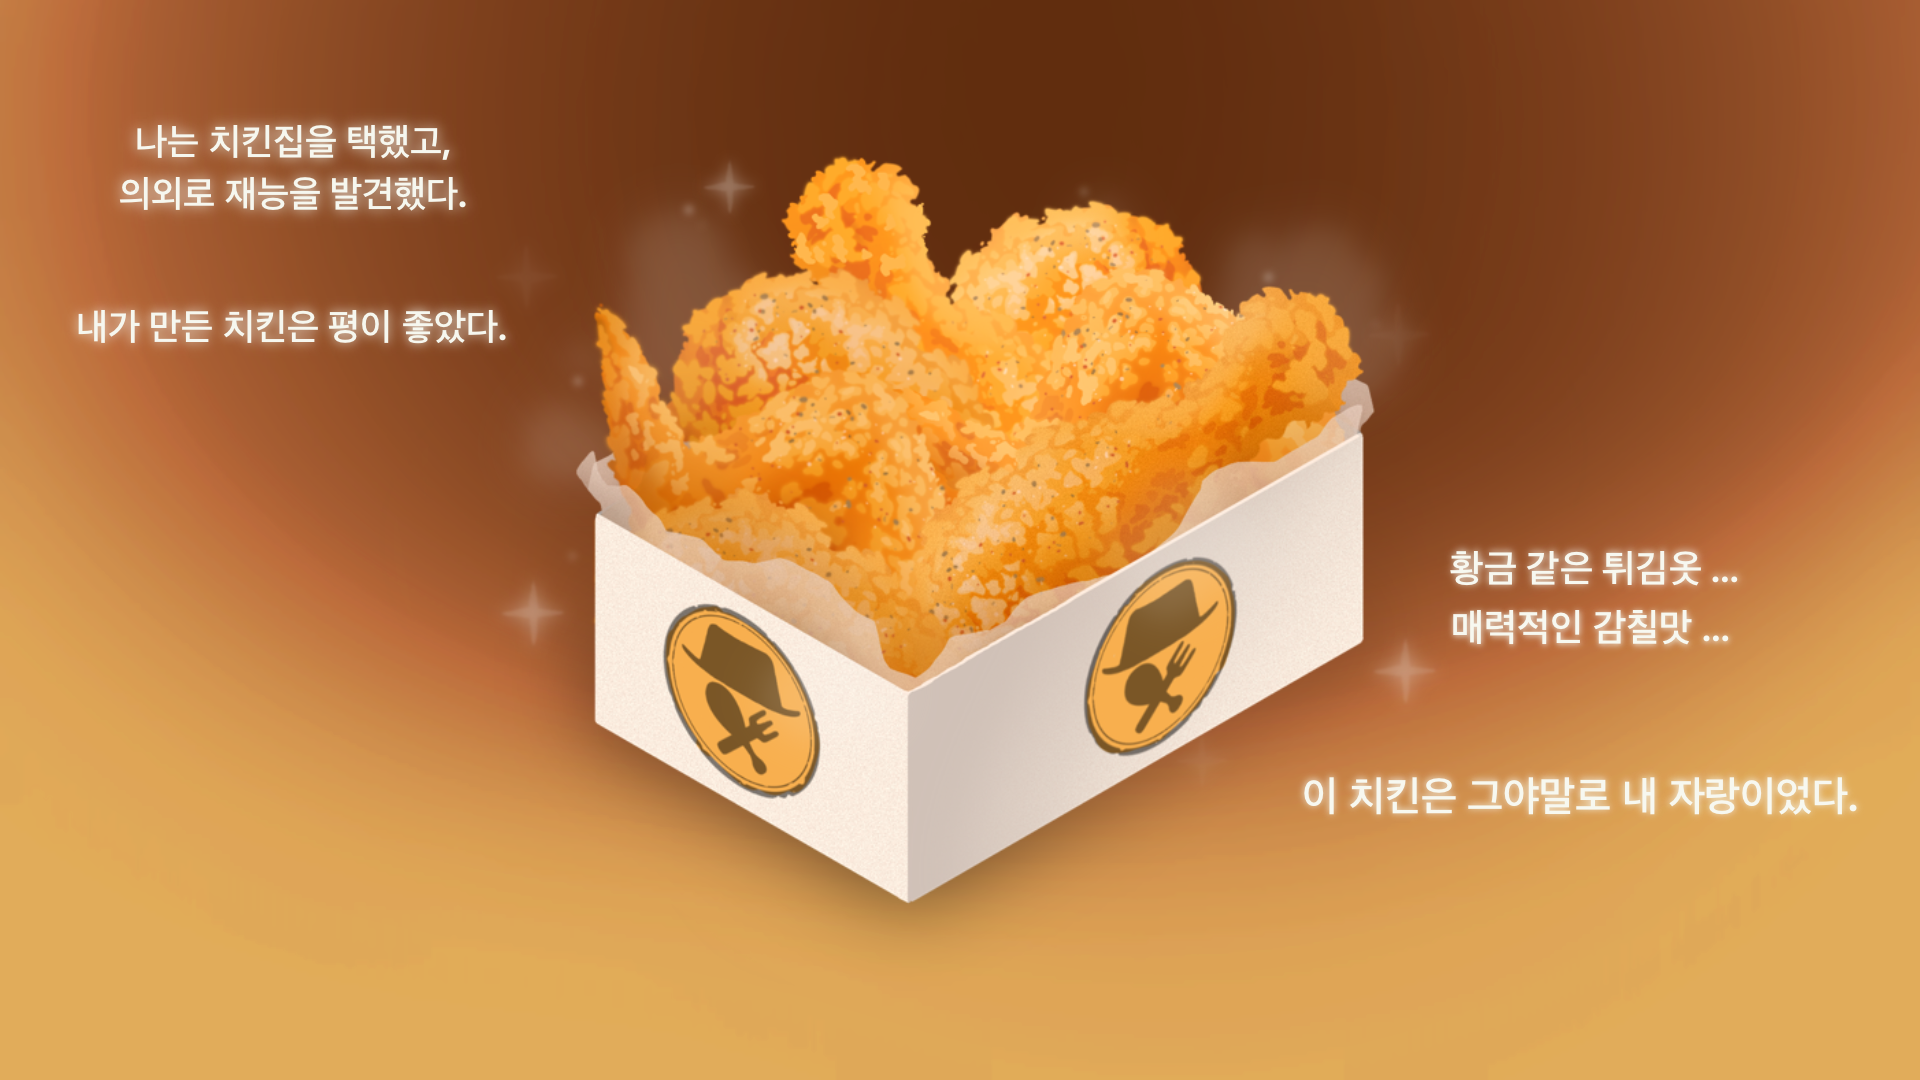 나는 치킨집을 택했고,
의외로 재능을 발견했다.
내가 만든 치킨은 평이 좋았다.
황금 같은 튀김옷 ...
매력적인 감칠맛 ...
이 치킨은 그야말로 내 자랑이었다.